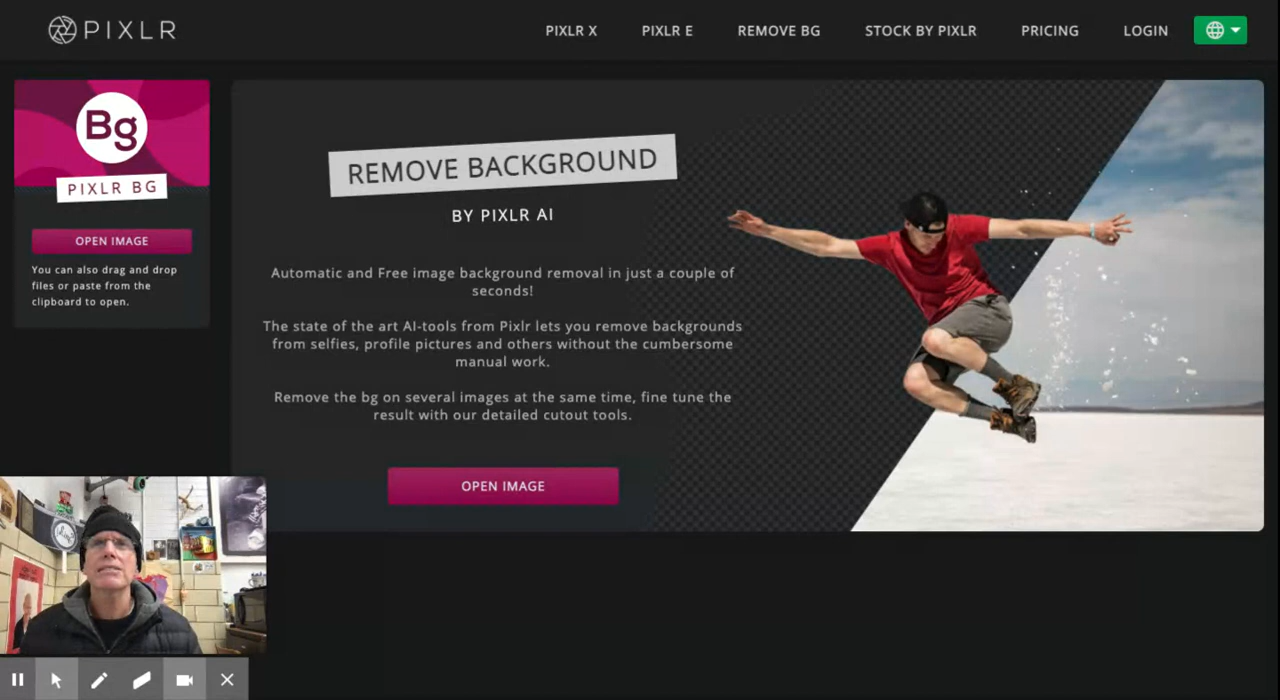 PIXLR
PIXLR X
PIXLR E
REMOVE BG
STOCK BY PIXLR
PRICING
LOGIN
Bg
PIXLR BG
OPEN IMAGE
You can also drag and drop
files or paste from the
clipboard to open.
REMOVE BACKGROUND
BY PIXLR AI
Automatic and Free image background removal in just a couple of
seconds!
The state of the art AI-tools from Pixlr lets you remove backgrounds
from selfies, profile pictures and others without the cumbersome
manual work.
Remove the bg on several images at the same time, fine tune the
result with our detailed cutout tools.
OPEN IMAGE